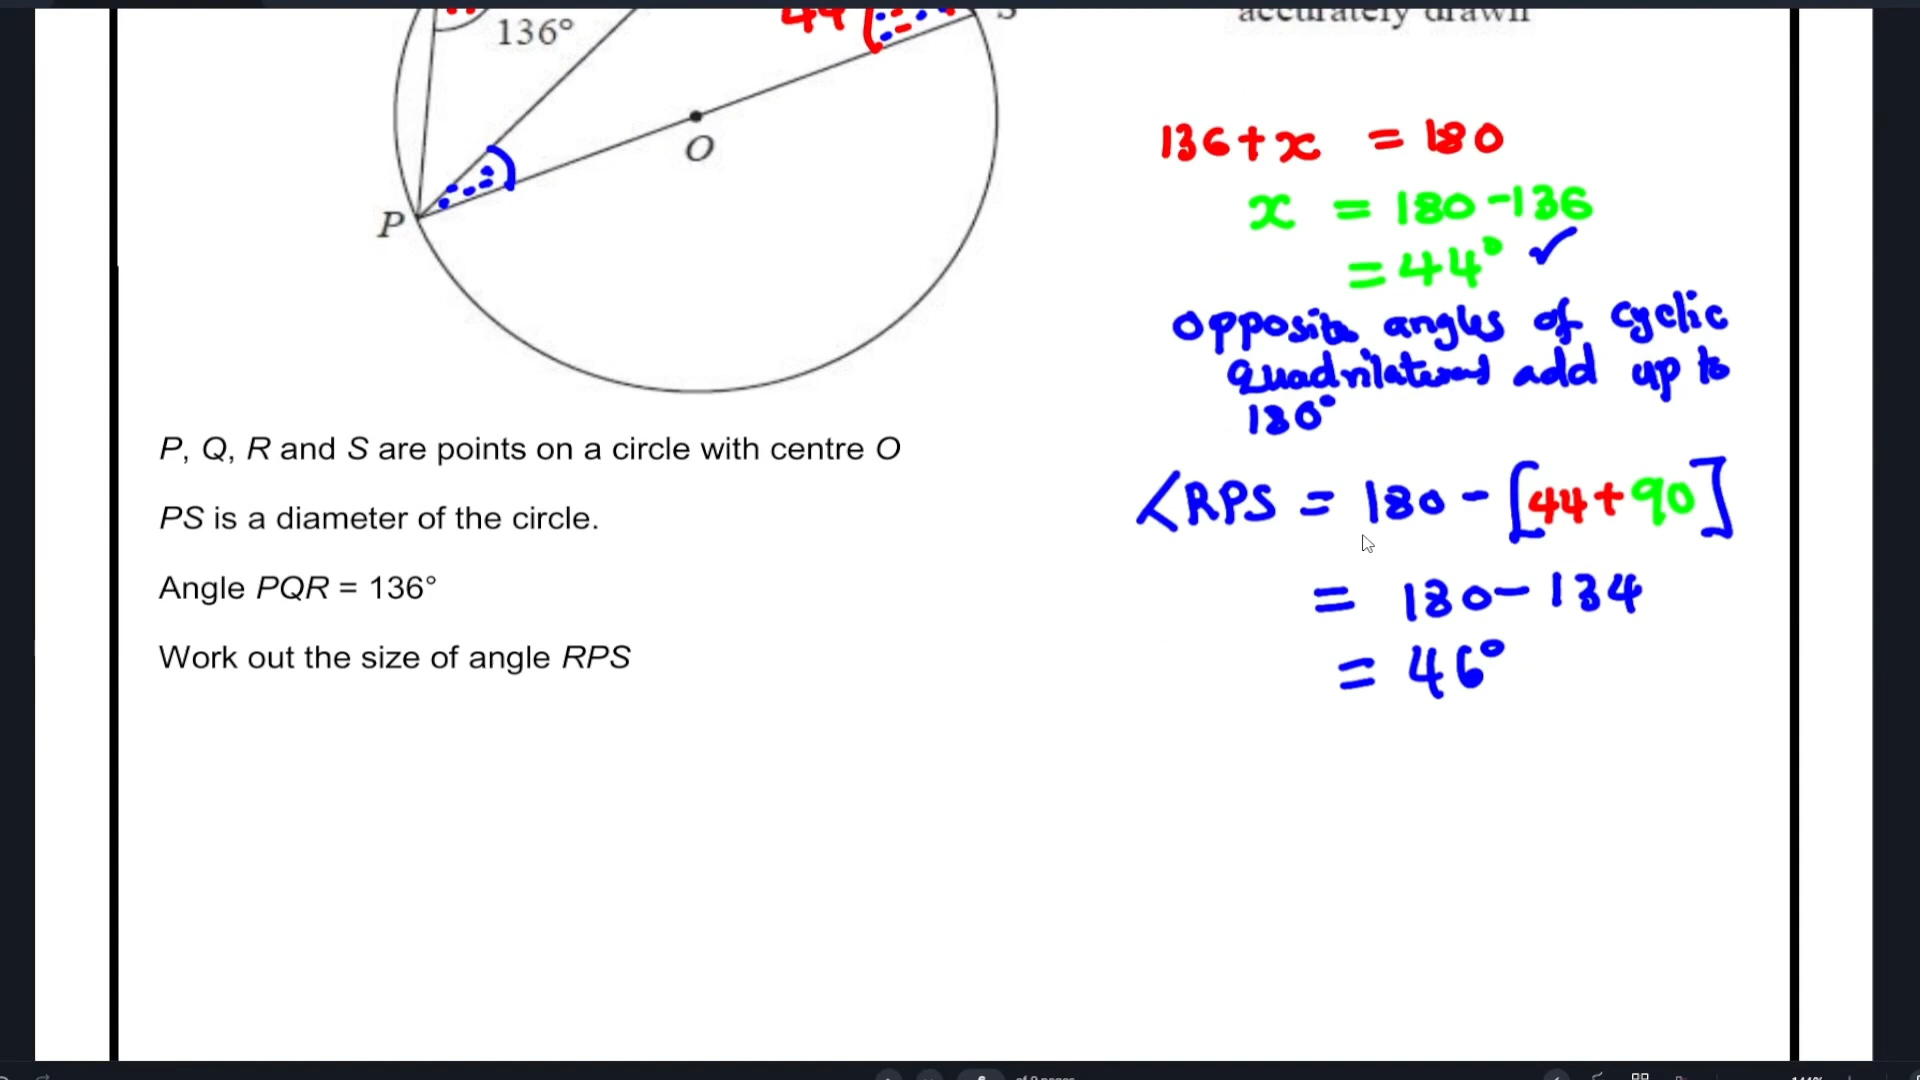 136°
44
accurately drawn
O
P
136+x = 180
x = 180-136
= 44° ✓
opposite angles of cyclic
quadrilateral add up to
180°
P, Q, R and S are points on a circle with centre O
PS is a diameter of the circle.
Angle PQR = 136°
Work out the size of angle RPS
∠RPS = 180 - [44+90]
= 180-134
= 46°